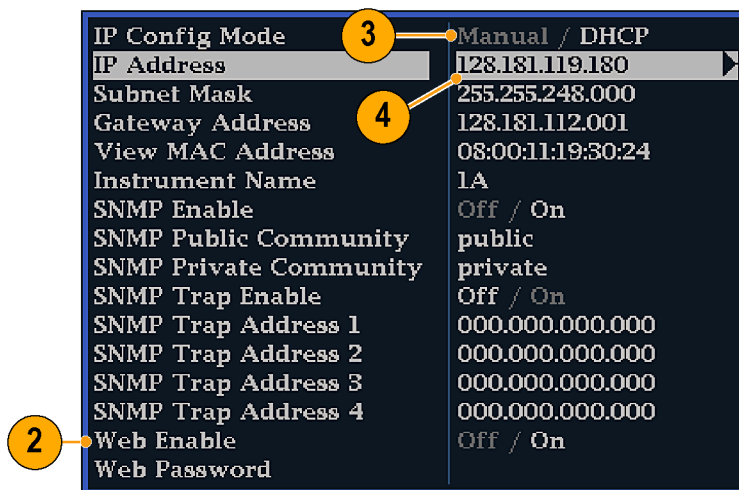 IP Config Mode 3 Manual / DHCP
IP Address 128.181.119.180
Subnet Mask 255.255.248.000
4
Gateway Address 128.181.112.001
View MAC Address 08:00:11:19:30:24
Instrument Name 1A
SNMP Enable Off / On
SNMP Public Community public
SNMP Private Community private
SNMP Trap Enable Off / On
SNMP Trap Address 1 000.000.000.000
SNMP Trap Address 2 000.000.000.000
SNMP Trap Address 3 000.000.000.000
SNMP Trap Address 4 000.000.000.000
2 Web Enable Off / On
Web Password